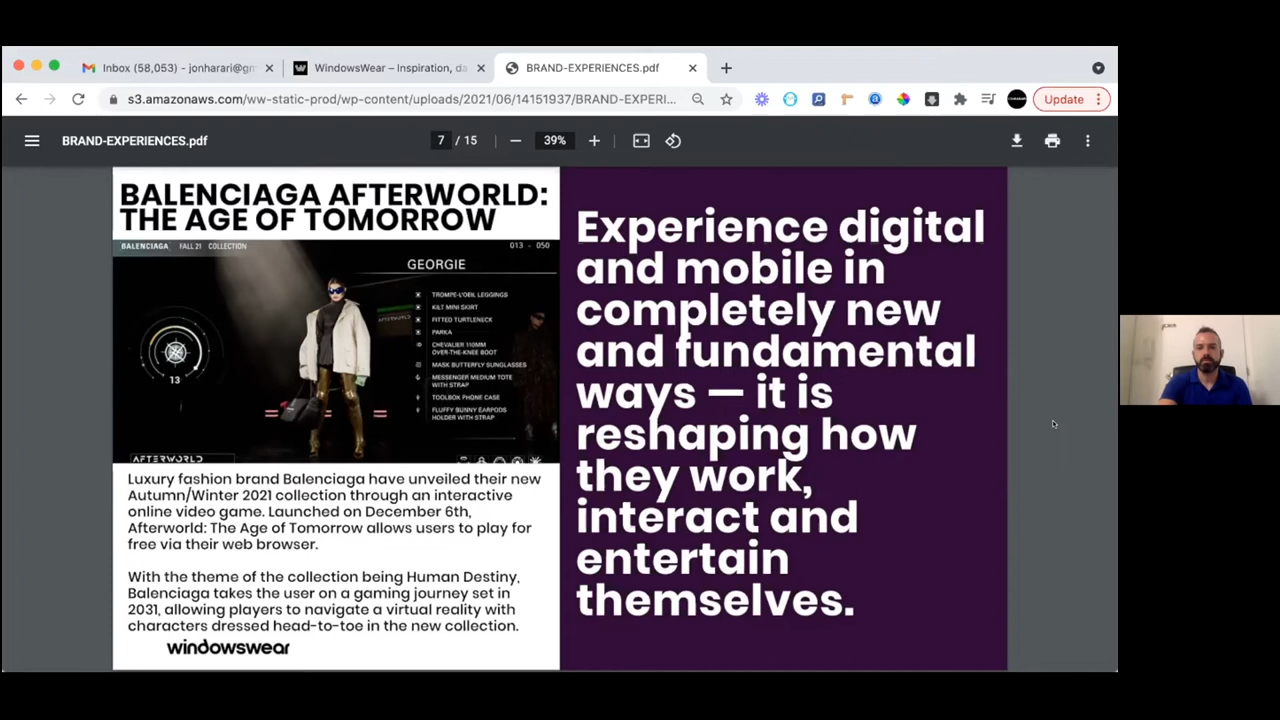 Inbox (58,053) - jonharari@gm
WindowsWear – Inspiration, da
BRAND-EXPERIENCES.pdf
s3.amazonaws.com/ww-static-prod/wp-content/uploads/2021/06/14151937/BRAND-EXPERI...
Update
BRAND-EXPERIENCES.pdf
7 / 15
39%
BALENCIAGA AFTERWORLD:
THE AGE OF TOMORROW
BALENCIAGA FALL 21 COLLECTION
013 - 050
GEORGIE
TROMPE-L'OEIL LEGGINGS
KILT MINI SKIRT
FITTED TURTLENECK
PARKA
CHEVALIER 110MM
OVER-THE-KNEE BOOT
MASK BUTTERFLY SUNGLASSES
MESSENGER MEDIUM TOTE
WITH STRAP
TOOLBOX PHONE CASE
FLUFFY BUNNY EARPODS
HOLDER WITH STRAP
13
AFTERWORLD
Luxury fashion brand Balenciaga have unveiled their new
Autumn/Winter 2021 collection through an interactive
online video game. Launched on December 6th,
Afterworld: The Age of Tomorrow allows users to play for
free via their web browser.
With the theme of the collection being Human Destiny,
Balenciaga takes the user on a gaming journey set in
2031, allowing players to navigate a virtual reality with
characters dressed head-to-toe in the new collection.
windowswear
Experience digital
and mobile in
completely new
and fundamental
ways — it is
reshaping how
they work,
interact and
entertain
themselves.